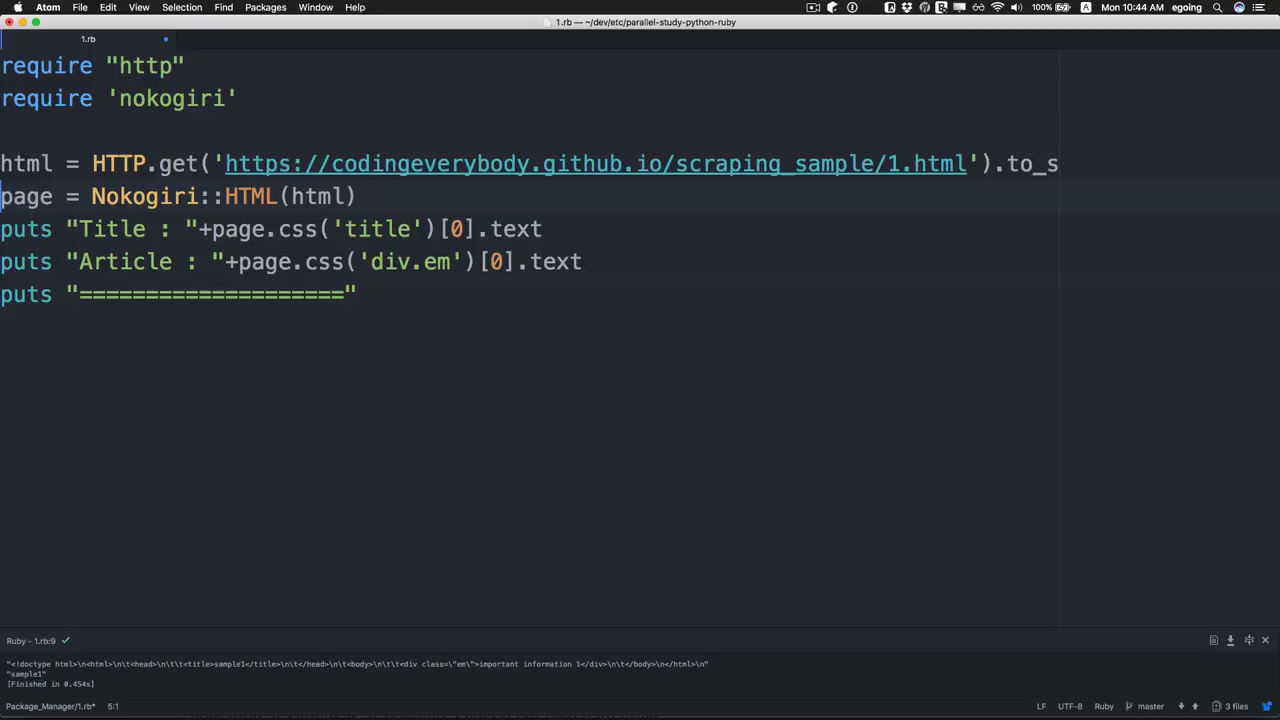 Atom File Edit View Selection Find Packages Window Help 100% A Mon 10:44 AM egoing
1.rb — ~/dev/etc/parallel-study-python-ruby
1.rb
require "http"
require 'nokogiri'
html = HTTP.get('https://codingeverybody.github.io/scraping_sample/1.html').to_s
page = Nokogiri::HTML(html)
puts "Title : "+page.css('title')[0].text
puts "Article : "+page.css('div.em')[0].text
puts "===================="
Ruby - 1.rb:9
"<!doctype html>\n<html>\n\t<head>\n\t\t<title>sample1</title>\n\t</head>\n\t<body>\n\t\t<div class=\"em\">important information 1</div>\n\t</body>\n</html>\n"
"sample1"
[Finished in 0.454s]
Package_Manager/1.rb* 5:1 LF UTF-8 Ruby master 3 files